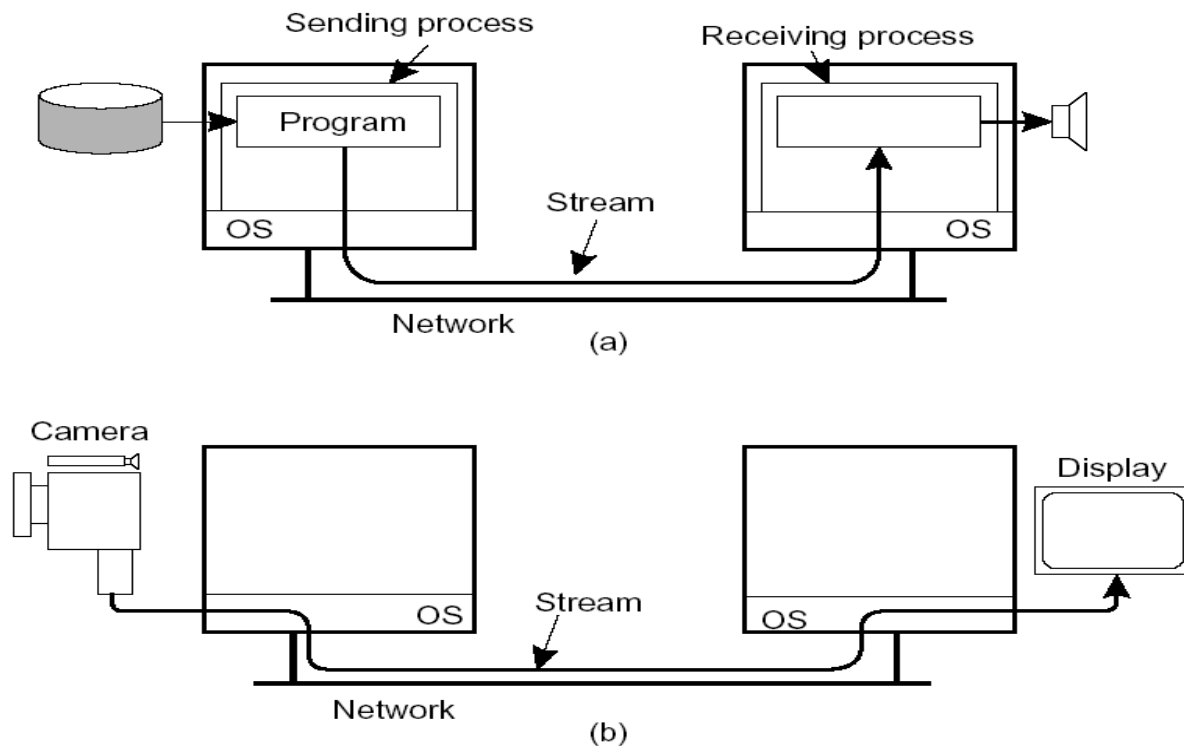 Sending process
Receiving process
Program
Stream
OS
OS
Network
(a)
Camera
Display
Stream
OS
OS
Network
(b)